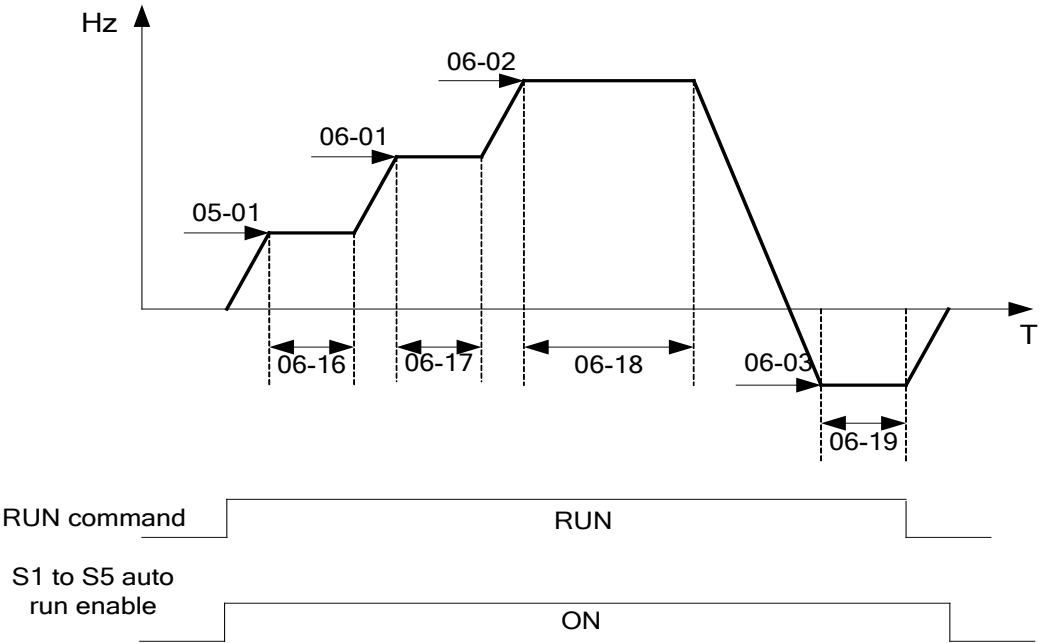 Hz
06-02
06-01
05-01
T
06-16
06-17
06-18
06-03
06-19
RUN command
RUN
S1 to S5 auto
run enable
ON